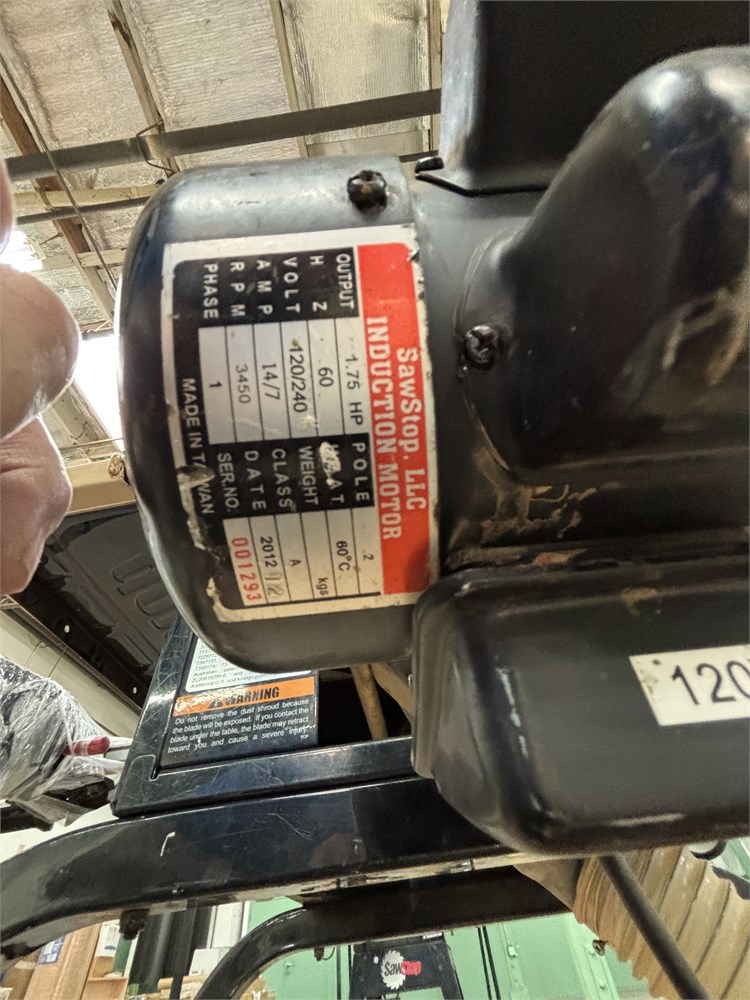 SawStop, LLC
INDUCTION MOTOR
OUTPUT 1.75 HP POLE 2
H Z 60 60°C
VOLT 120/240 WEIGHT kgs
AMP 14/7 CLASS A
RPM 3450 DATE 2012 12
PHASE 1 SER.NO. 001293
MADE IN TAIWAN
120
WARNING
Do not remove the dust shroud because
the blade will be exposed. If you contact the
blade under the table, the blade may retract
toward you and cause a severe injury.
SawStop